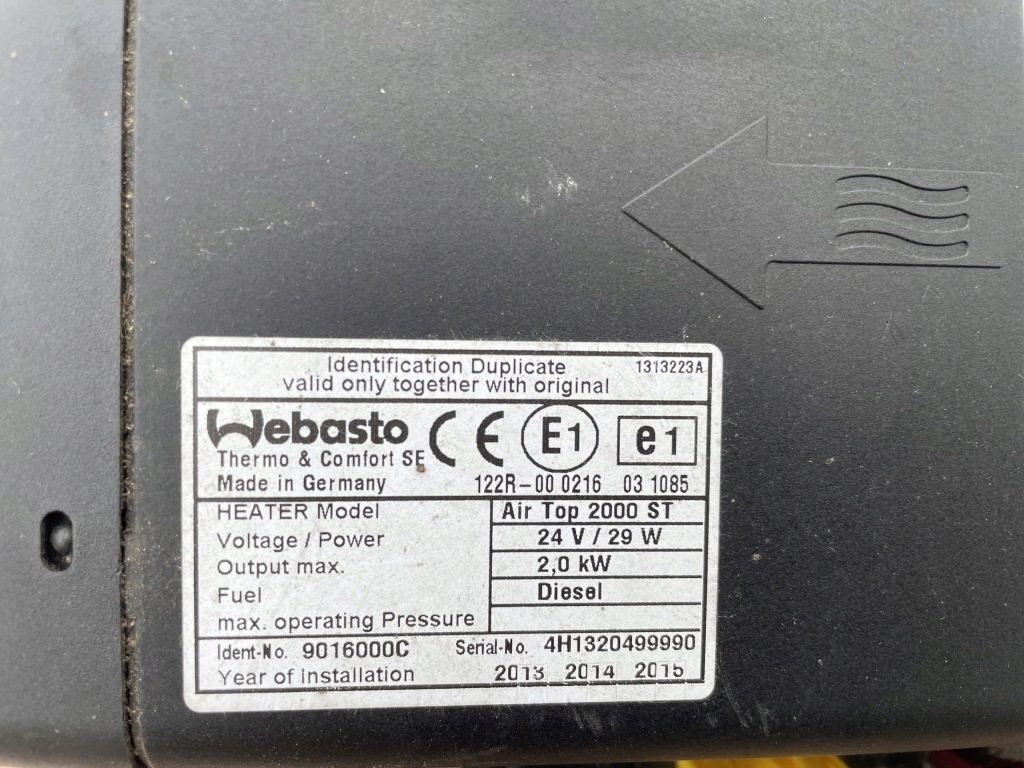 Identification Duplicate 1313223A
valid only together with original
Webasto CE E1 e1
Thermo & Comfort SE
Made in Germany 122R-00 0216 03 1085
HEATER Model Air Top 2000 ST
Voltage / Power 24 V / 29 W
Output max. 2,0 kW
Fuel Diesel
max. operating Pressure
Ident-No. 9016000C Serial-No. 4H1320499990
Year of installation 2013 2014 2015